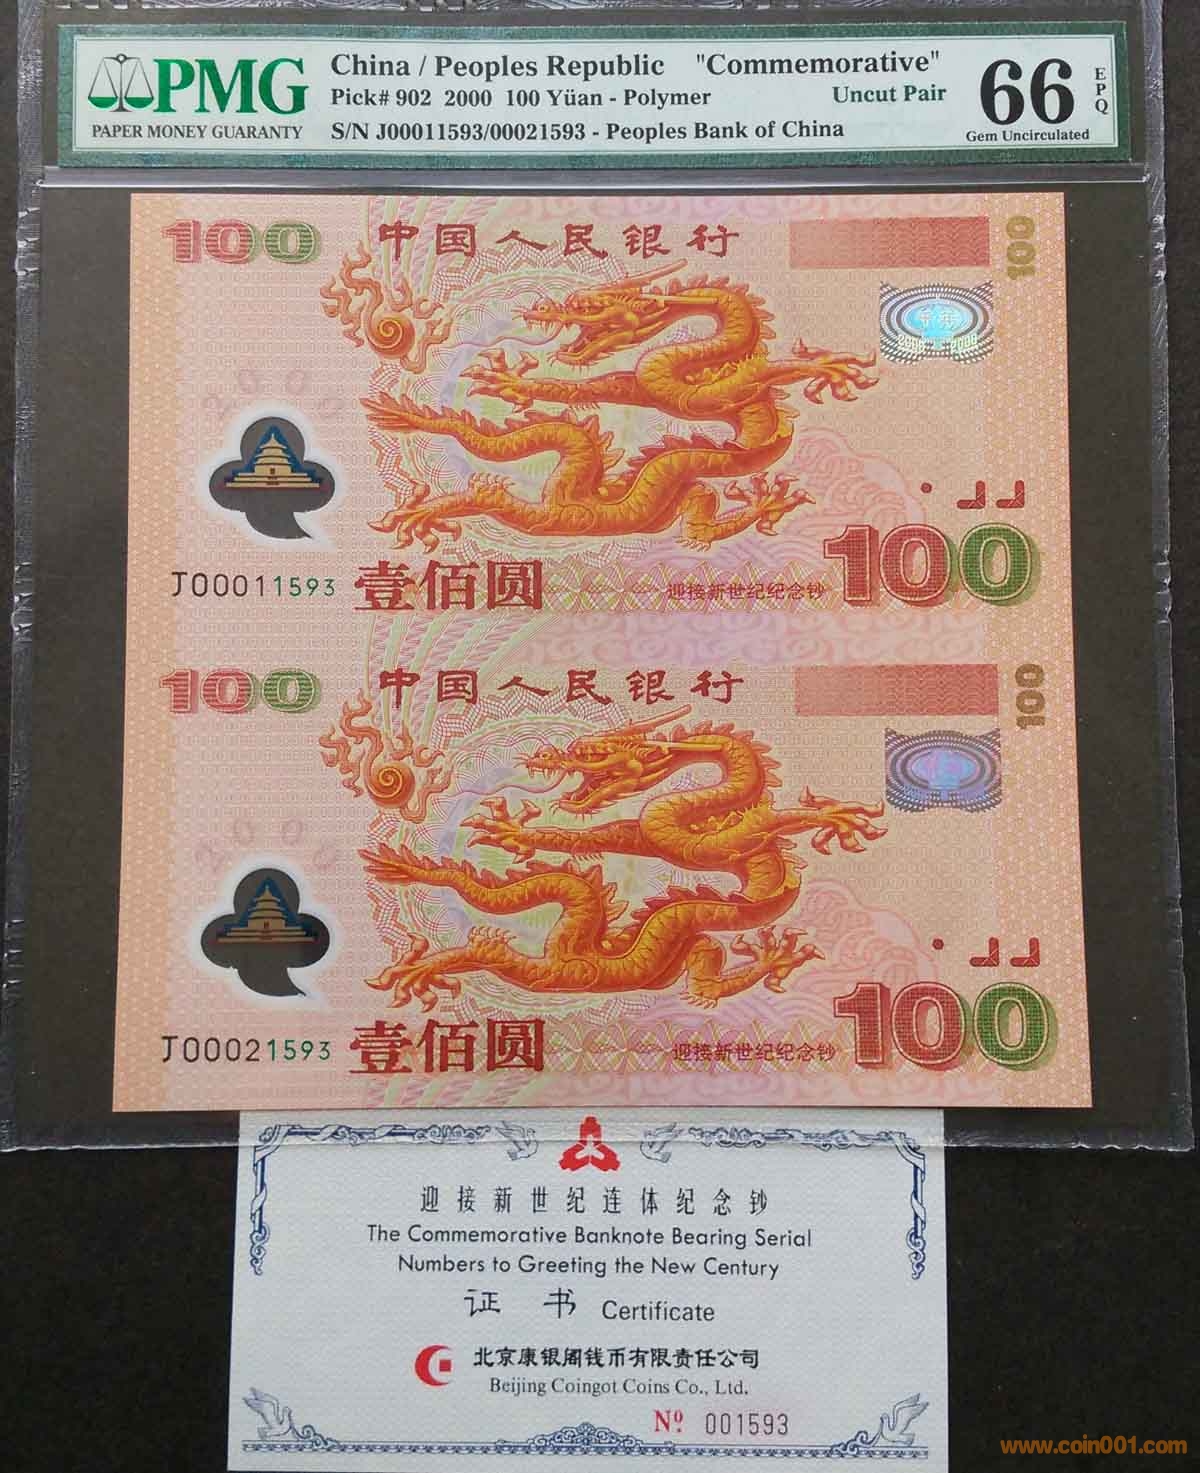 PMG
PAPER MONEY GUARANTY
China / Peoples Republic "Commemorative"
Pick# 902 2000 100 Yüan - Polymer Uncut Pair
S/N J00011593/00021593 - Peoples Bank of China
66 EPQ
Gem Uncirculated
100 中国人民银行 100
2000
千年
2000 2000
J00011593 壹佰圆 迎接新世纪纪念钞 100
100 中国人民银行 100
2000
J00021593 壹佰圆 迎接新世纪纪念钞 100
迎接新世纪连体纪念钞
The Commemorative Banknote Bearing Serial
Numbers to Greeting the New Century
证 书 Certificate
北京康银阁钱币有限责任公司
Beijing Coingot Coins Co., Ltd.
Nº 001593
www.coin001.com